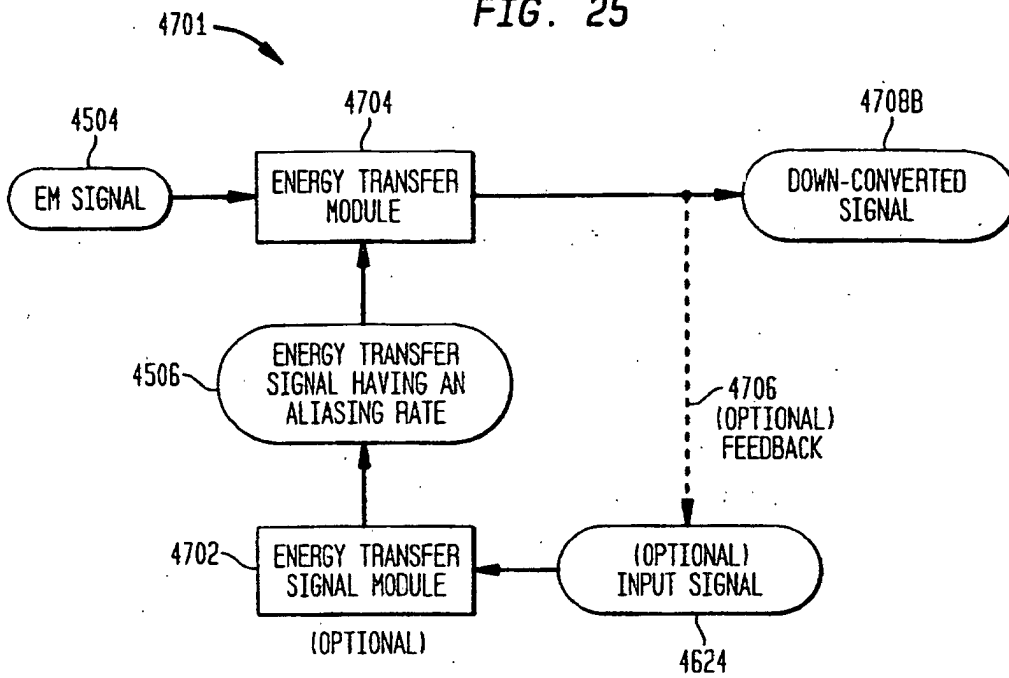 FIG. 25
4701
4504
EM SIGNAL
4704
ENERGY TRANSFER
MODULE
4708B
DOWN-CONVERTED
SIGNAL
4506
ENERGY TRANSFER
SIGNAL HAVING AN
ALIASING RATE
4706
(OPTIONAL)
FEEDBACK
4702
ENERGY TRANSFER
SIGNAL MODULE
(OPTIONAL)
(OPTIONAL)
INPUT SIGNAL
4624